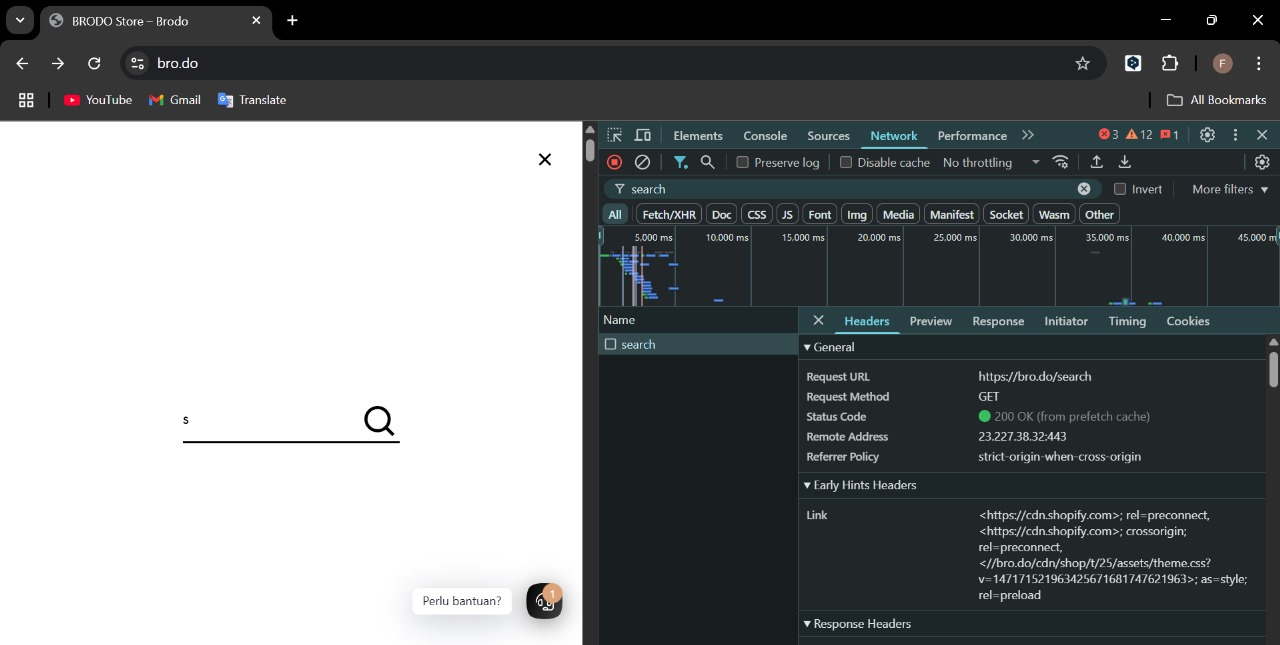 BRODO Store – Brodo
bro.do
F
YouTube
Gmail
Translate
All Bookmarks
s
Perlu bantuan?
1
Elements Console Sources Network Performance 3 12 1
Preserve log Disable cache No throttling
search Invert More filters
All Fetch/XHR Doc CSS JS Font Img Media Manifest Socket Wasm Other
5,000 ms 10,000 ms 15,000 ms 20,000 ms 25,000 ms 30,000 ms 35,000 ms 40,000 ms 45,000 m
Name
search
Headers Preview Response Initiator Timing Cookies
General
Request URL https://bro.do/search
Request Method GET
Status Code 200 OK (from prefetch cache)
Remote Address 23.227.38.32:443
Referrer Policy strict-origin-when-cross-origin
Early Hints Headers
Link <https://cdn.shopify.com>; rel=preconnect,
<https://cdn.shopify.com>; crossorigin;
rel=preconnect,
<//bro.do/cdn/shop/t/25/assets/theme.css?
v=147171521963425671681747621963>; as=style;
rel=preload
Response Headers